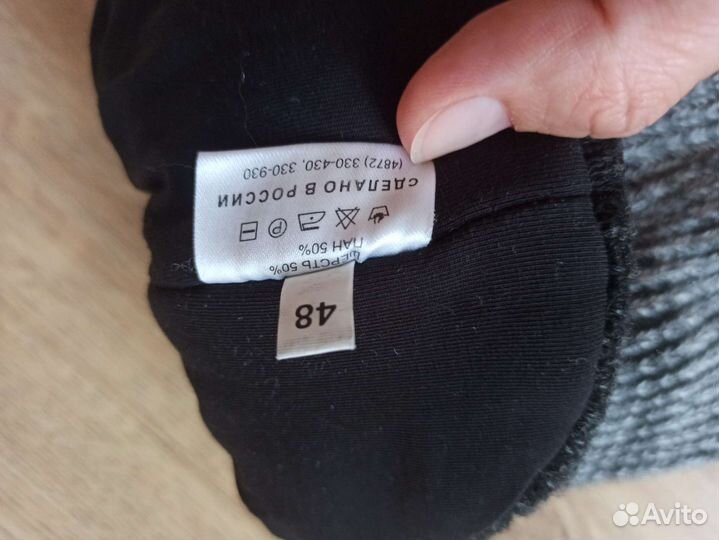 ШЕРСТЬ 50%
ПАН 50%
СДЕЛАНО В РОССИИ
(4872) 330-430, 330-930
48
Avito